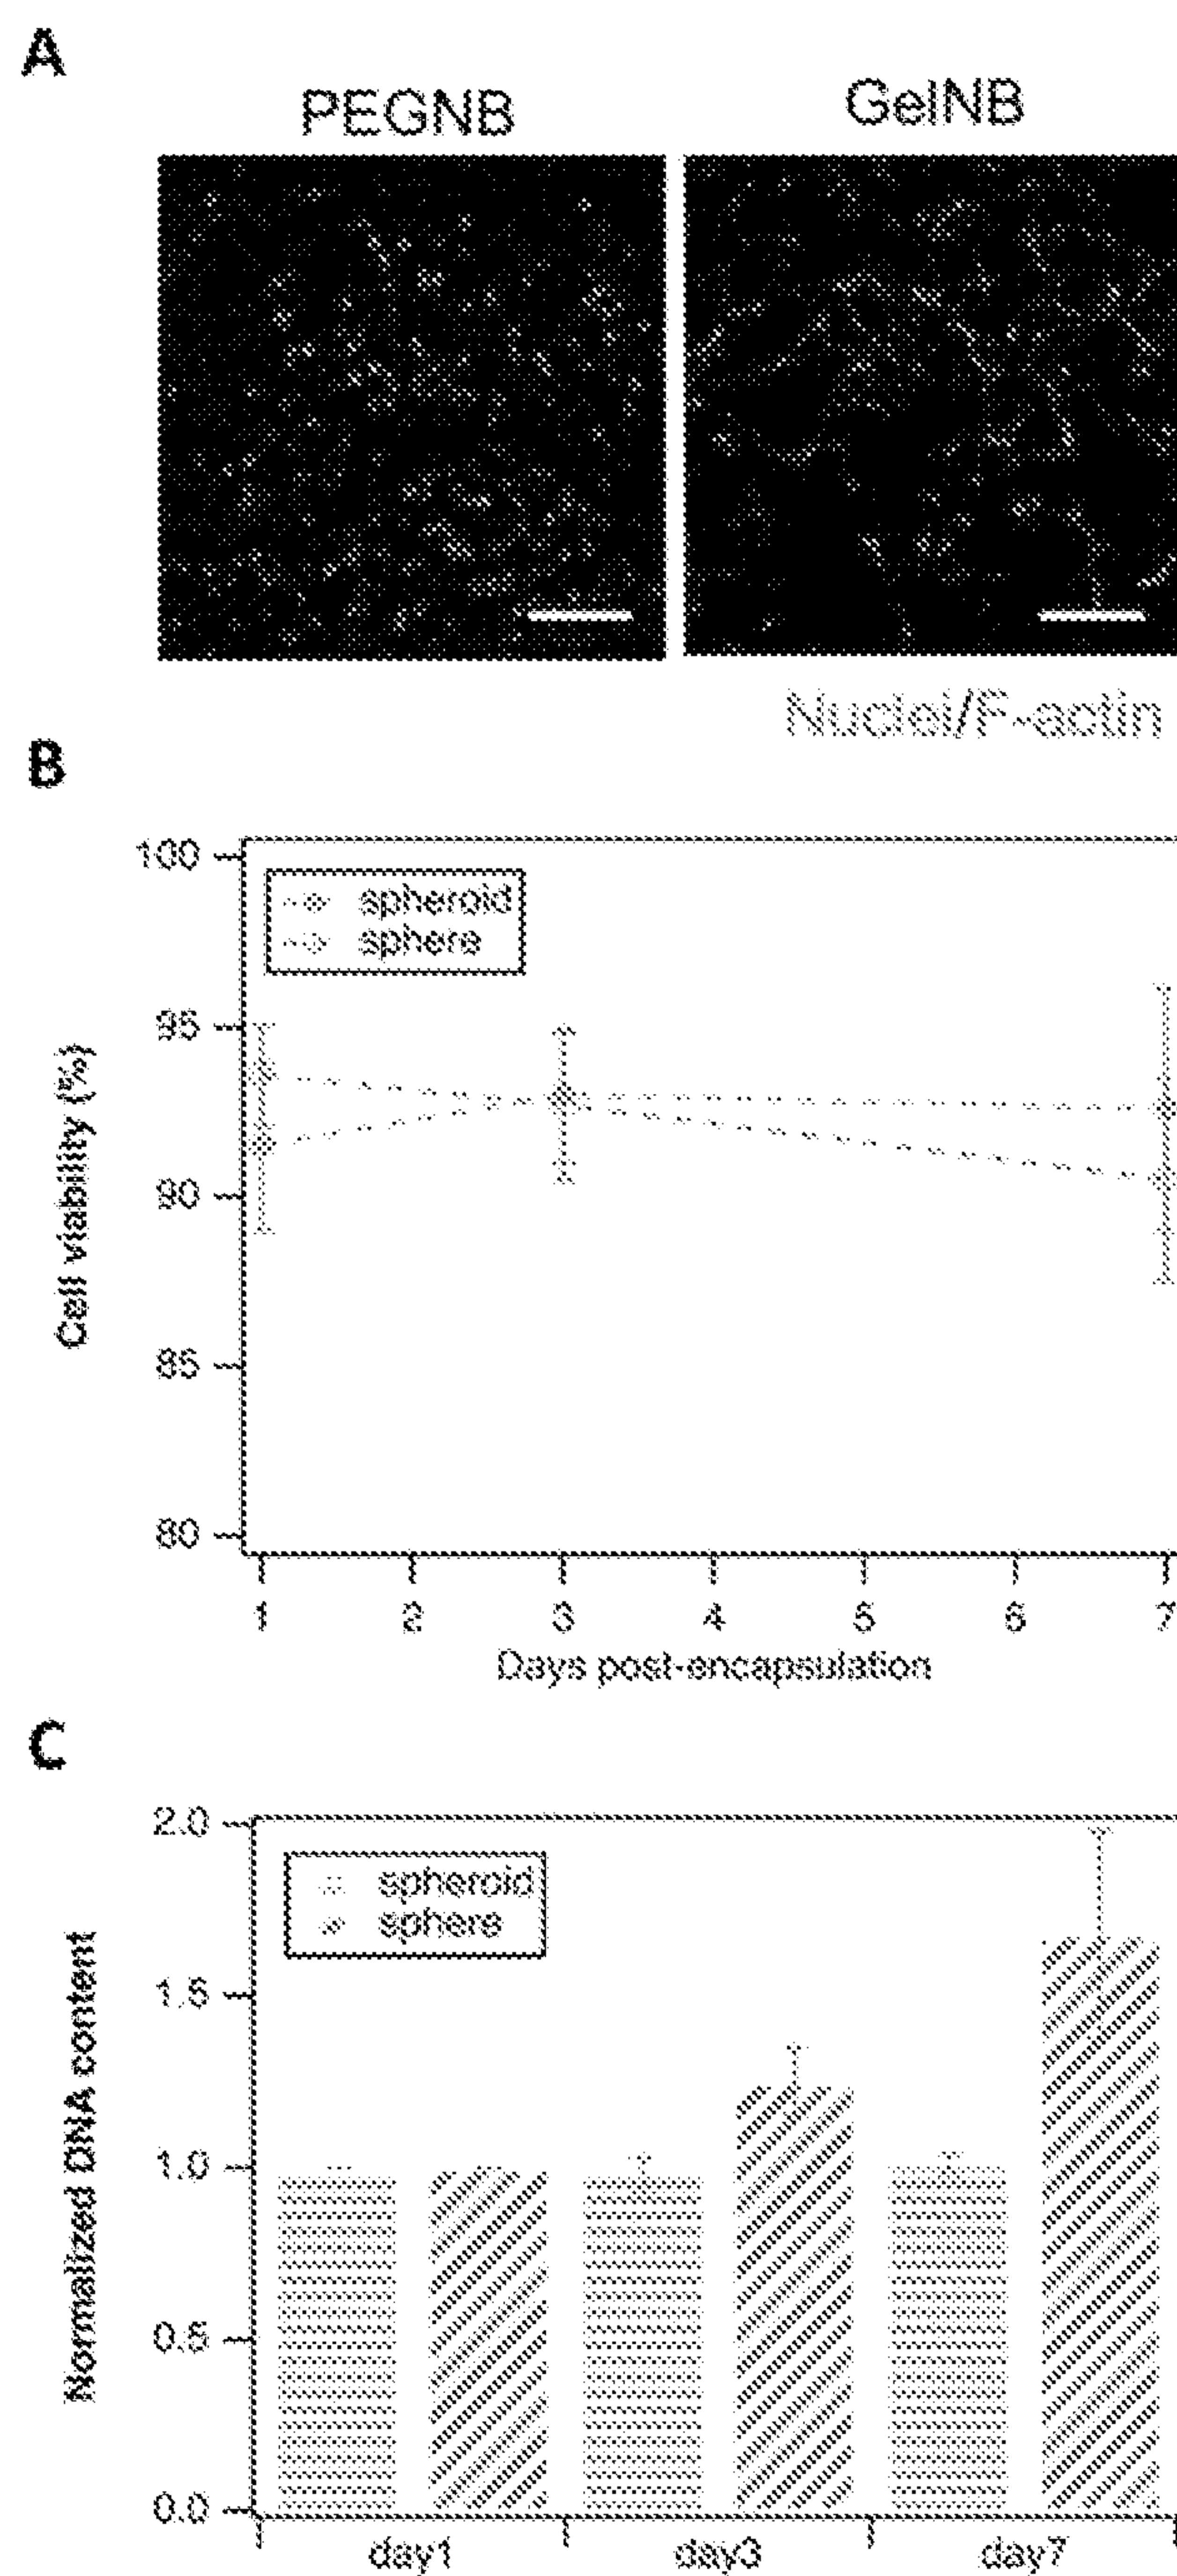 A
PEGNB
GelNB
Nuclei/F-actin
B
100
95
90
85
80
Cell viability (%)
spheroid
sphere
1 2 3 4 5 6 7
Days post-encapsulation
C
2.0
1.5
1.0
0.5
0.0
Normalized DNA content
spheroid
sphere
day1 day3 day7